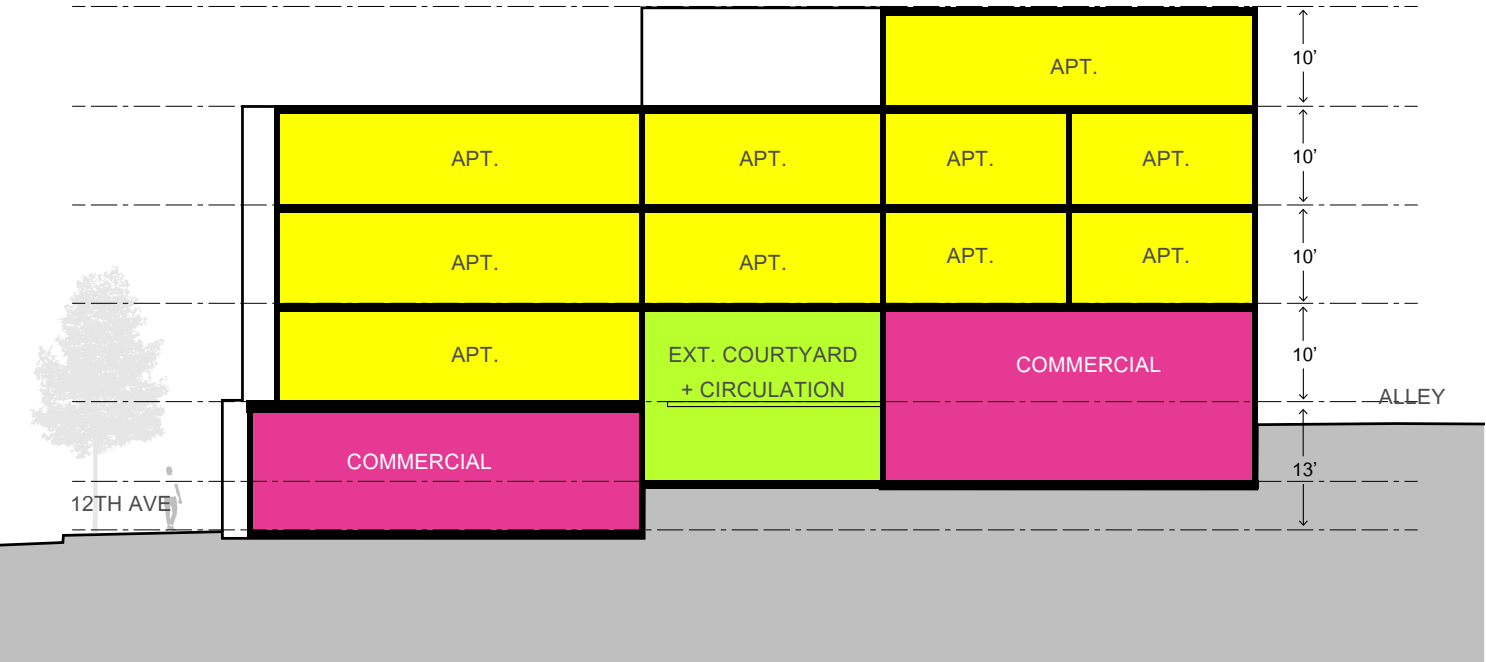 APT.
10’
APT.
APT.
APT.
APT.
10’
APT.
APT.
APT.
APT.
10’
APT.
EXT. COURTYARD
+ CIRCULATION
COMMERCIAL
10’
ALLEY
COMMERCIAL
13’
12TH AVE